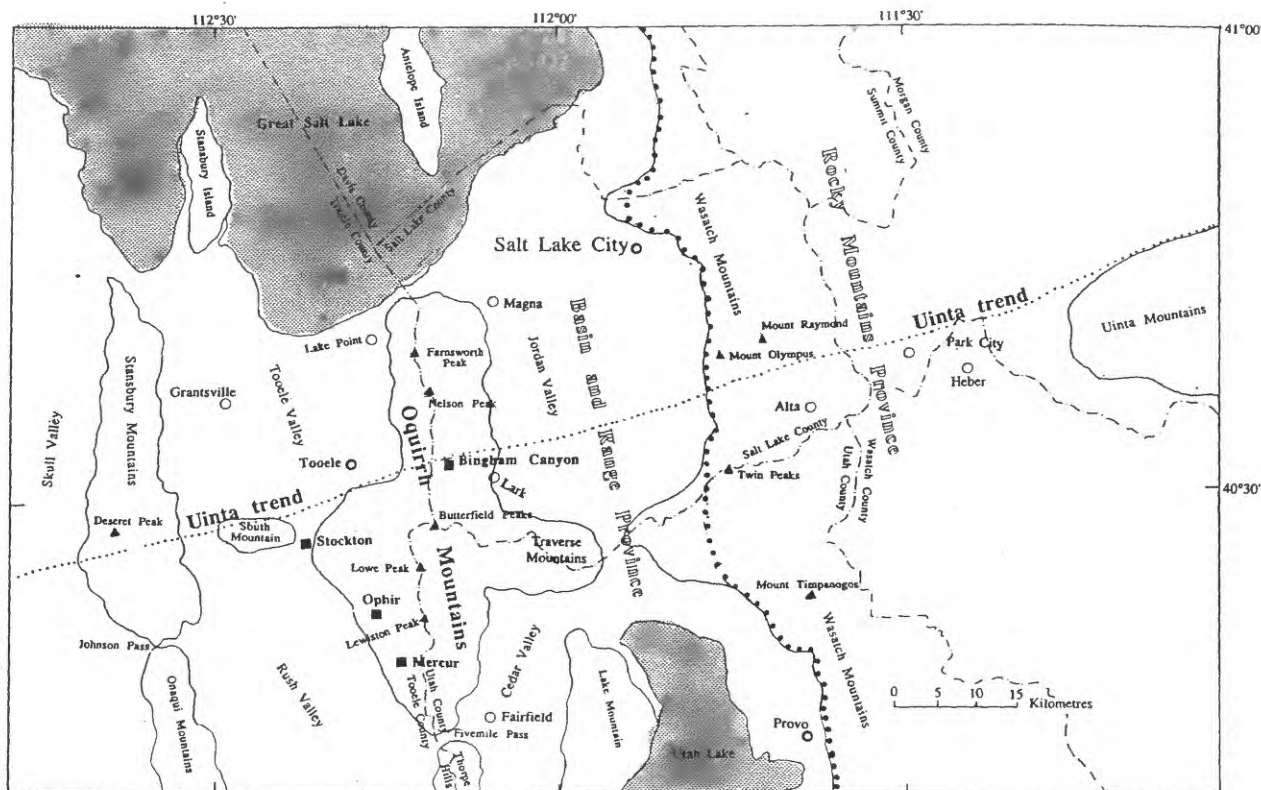 112°30'
112°00'
111°30'
41°00'
Great Salt Lake
Antelope Island
Stansbury Island
Davis County
Tooele County
Salt Lake County
Morgan County
Summit County
Rocky Mountains Province
Wasatch Mountains
Salt Lake City
Magna
Lake Point
Farnsworth Peak
Nelson Peak
Jordan Valley
Basin and Range Province
Mount Raymond
Mount Olympus
Uinta trend
Park City
Heber
Uinta Mountains
Stansbury Mountains
Grantsville
Tooele Valley
Skull Valley
Oquirrh Mountains
Alta
Salt Lake County
Utah County
Wasatch County
Twin Peaks
Tooele
Bingham Canyon
Lark
40°30'
Uinta trend
Deseret Peak
South Mountain
Stockton
Butterfield Peaks
Traverse Mountains
Lowe Peak
Ophir
Lewiston Peak
Mercur
Mount Timpanogos
Wasatch Mountains
Johnson Pass
Onaqui Mountains
Rush Valley
Utah County
Tooele County
Cedar Valley
Fairfield
Fivemile Pass
Thorpe Hills
Lake Mountain
Utah Lake
Provo
0 5 10 15
Kilometres